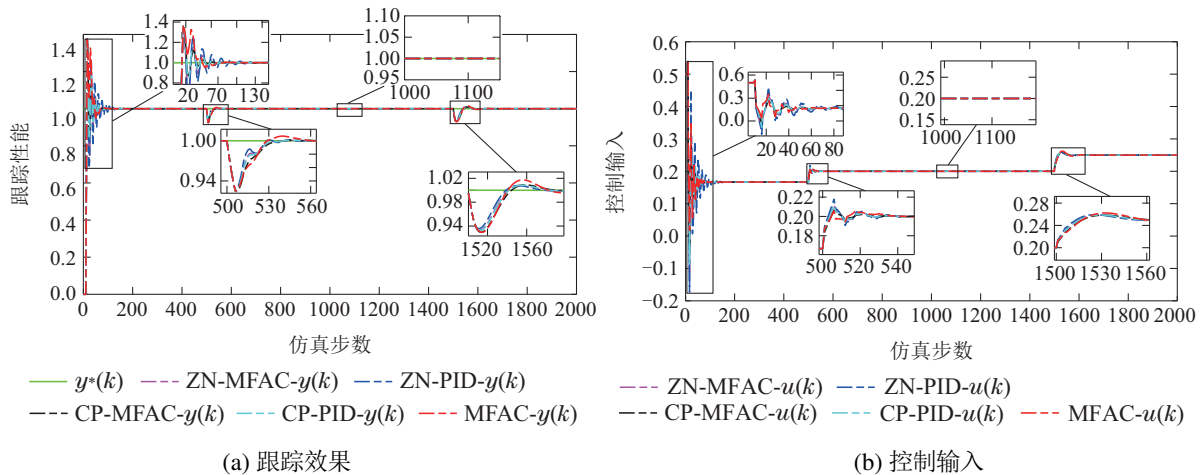 1.4
1.2
1.0
0.8
0.6
0.4
0.2
0.0
跟踪性能
0 200 400 600 800 1000 1200 1400 1600 1800 2000
仿真步数
1.4
1.3
1.2
1.1
1.0
0.8
20 70 130
1.10
1.05
1.00
0.95
1000 1100
1.00
0.94
500 530 560
1.02
0.98
0.94
1520 1560
y*(k) ZN-MFAC-y(k) ZN-PID-y(k)
CP-MFAC-y(k) CP-PID-y(k) MFAC-y(k)
(a) 跟踪效果
0.6
0.5
0.4
0.3
0.2
0.1
0.0
−0.1
−0.2
控制输入
0 200 400 600 800 1000 1200 1400 1600 1800 2000
仿真步数
0.6
0.3
0.0
20 40 60 80
0.25
0.20
0.15
1000 1100
0.20
0.18
500 520 540
0.28
0.24
0.20
1500 1530 1560
ZN-MFAC-u(k) ZN-PID-u(k)
CP-MFAC-u(k) CP-PID-u(k) MFAC-u(k)
(b) 控制输入